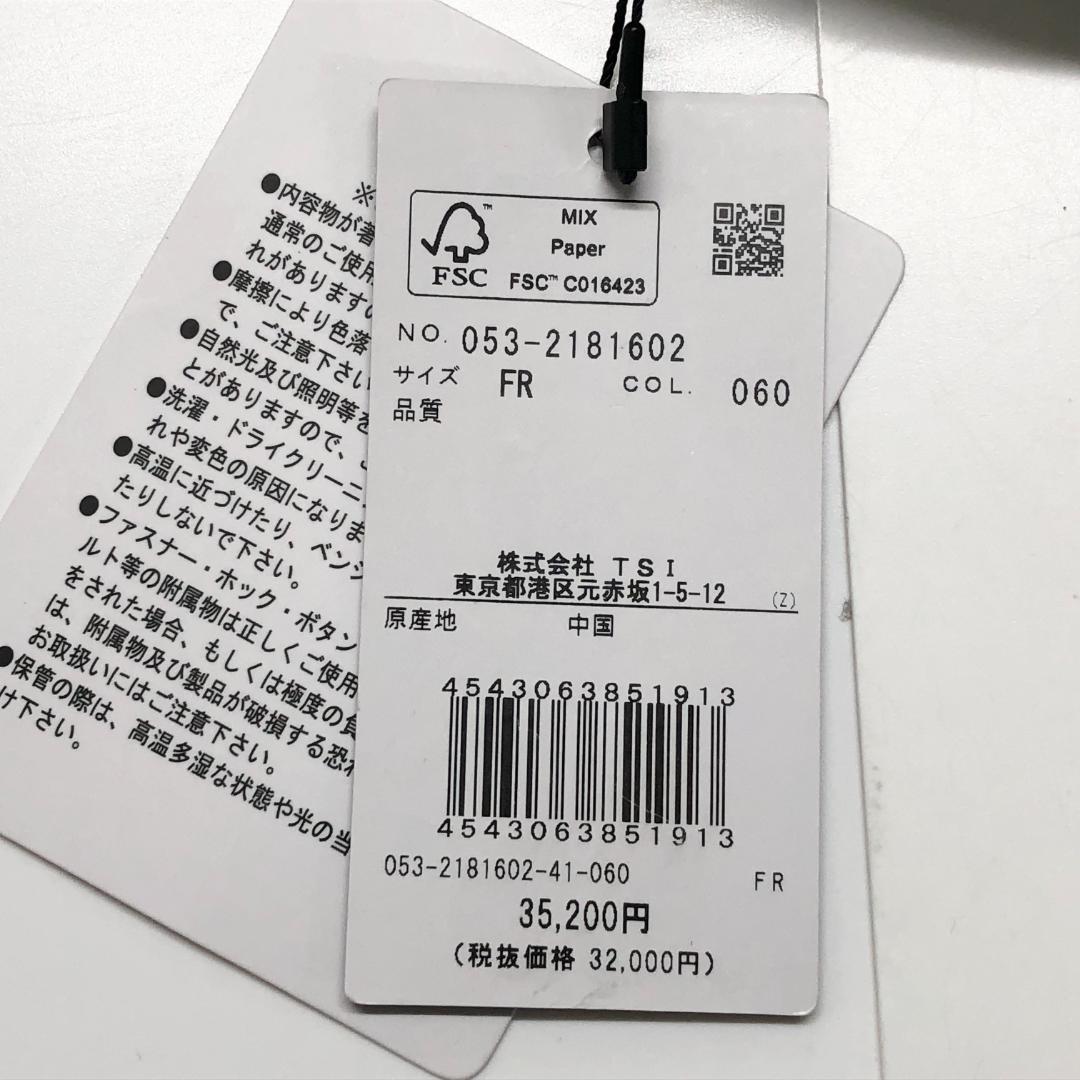 ※
●内容物が著
通常のご使用
れがありますの
●摩擦により色落
で、ご注意下さい
●自然光及び照明等を
とがありますので、
●洗濯・ドライクリーニ
れや変色の原因になりま
●高温に近づけたり、ベンジ
たりしないで下さい。
●ファスナー・ホック・ボタン
ルト等の附属物は正しくご使用
をされた場合、もしくは極度の負
は、附属物及び製品が破損する恐れ
お取扱いにはご注意下さい。
●保管の際は、高温多湿な状態や光の当
け下さい。
FSC™
MIX
Paper
FSC™ C016423
NO. 053-2181602
サイズ FR COL. 060
品質
株式会社 TSI
東京都港区元赤坂1-5-12 (Z)
原産地 中国
4543063851913
4543063851913
053-2181602-41-060 FR
35,200円
(税抜価格 32,000円)